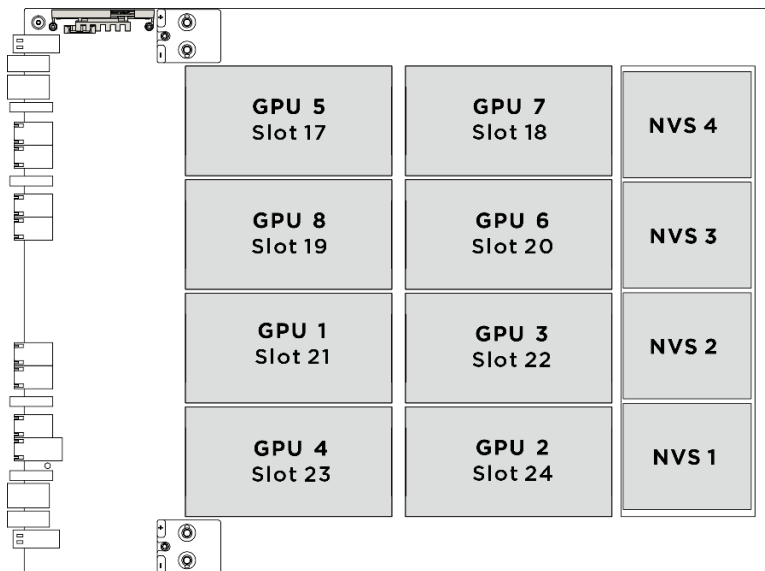 GPU 5
Slot 17
GPU 7
Slot 18
NVS 4
GPU 8
Slot 19
GPU 6
Slot 20
NVS 3
GPU 1
Slot 21
GPU 3
Slot 22
NVS 2
GPU 4
Slot 23
GPU 2
Slot 24
NVS 1